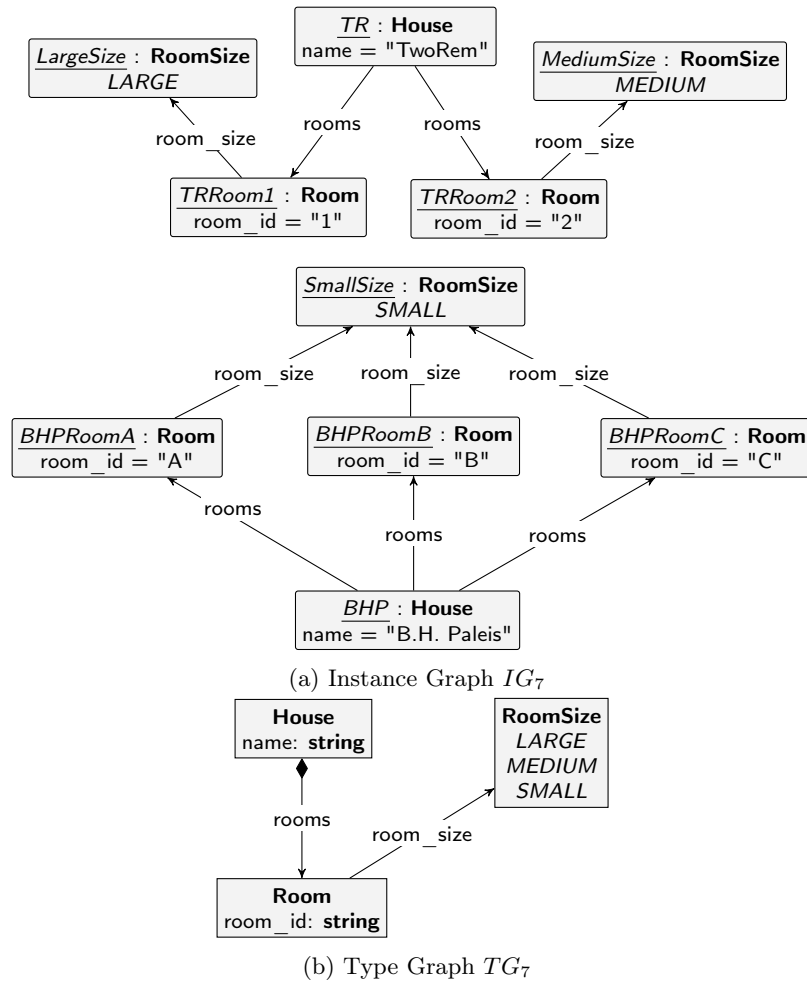 TR : House
name = "TwoRem"
LargeSize : RoomSize
LARGE
MediumSize : RoomSize
MEDIUM
rooms
rooms
room_size
room_size
TRRoom1 : Room
room_id = "1"
TRRoom2 : Room
room_id = "2"
SmallSize : RoomSize
SMALL
room_size
room_size
room_size
BHPRoomA : Room
room_id = "A"
BHPRoomB : Room
room_id = "B"
BHPRoomC : Room
room_id = "C"
rooms
rooms
rooms
BHP : House
name = "B.H. Paleis"
(a) Instance Graph IG7
House
name: string
RoomSize
LARGE
MEDIUM
SMALL
rooms
room_size
Room
room_id: string
(b) Type Graph TG7